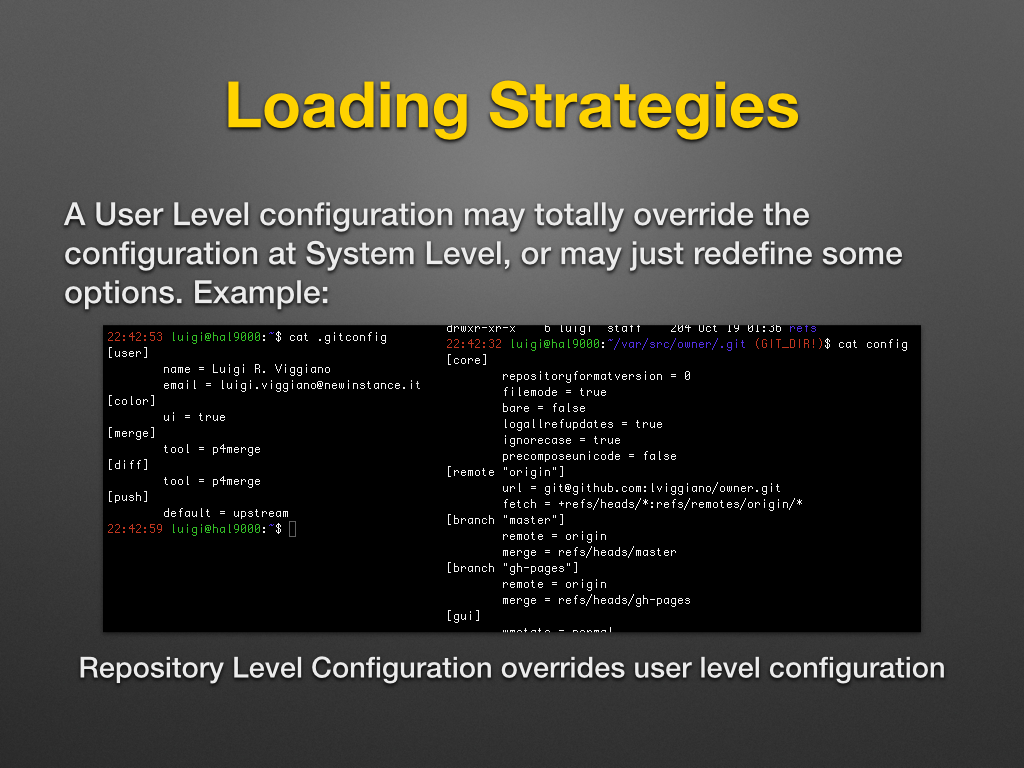 Loading Strategies
A User Level configuration may totally override the
configuration at System Level, or may just redefine some
options. Example:
22:42:53 luigi@hal9000:~$ cat .gitconfig
[user]
name = Luigi R. Viggiano
email = luigi.viggiano@newinstance.it
[color]
ui = true
[merge]
tool = p4merge
[diff]
tool = p4merge
[push]
default = upstream
22:42:59 luigi@hal9000:~$
drwxr-xr-x 6 luigi staff 204 Oct 19 01:36 refs
22:42:32 luigi@hal9000:~/var/src/owner/.git (GIT_DIR!)$ cat config
[core]
repositoryformatversion = 0
filemode = true
bare = false
logallrefupdates = true
ignorecase = true
precomposeunicode = false
[remote "origin"]
url = git@github.com:lviggiano/owner.git
fetch = +refs/heads/*:refs/remotes/origin/*
[branch "master"]
remote = origin
merge = refs/heads/master
[branch "gh-pages"]
remote = origin
merge = refs/heads/gh-pages
[gui]
Repository Level Configuration overrides user level configuration